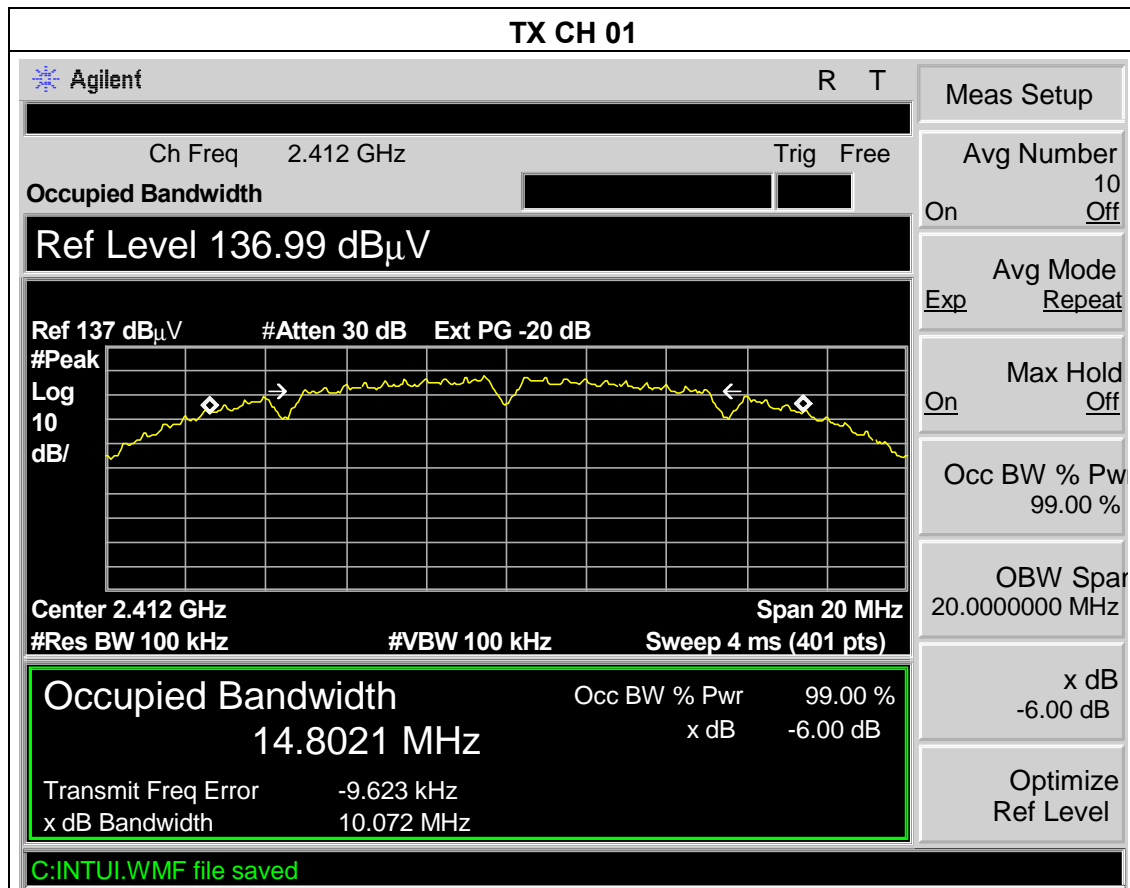 TX CH 01
Agilent
R T
Ch Freq 2.412 GHz
Trig Free
Occupied Bandwidth
Ref Level 136.99 dBµV
Ref 137 dBµV #Atten 30 dB Ext PG -20 dB
#Peak
Log
10
dB/
Center 2.412 GHz
Span 20 MHz
#Res BW 100 kHz #VBW 100 kHz Sweep 4 ms (401 pts)
Occupied Bandwidth
14.8021 MHz
Occ BW % Pwr 99.00 %
x dB -6.00 dB
Transmit Freq Error -9.623 kHz
x dB Bandwidth 10.072 MHz
C:INTUI.WMF file saved
Meas Setup
Avg Number
10
On Off
Avg Mode
Exp Repeat
Max Hold
On Off
Occ BW % Pwr
99.00 %
OBW Span
20.0000000 MHz
x dB
-6.00 dB
Optimize
Ref Level